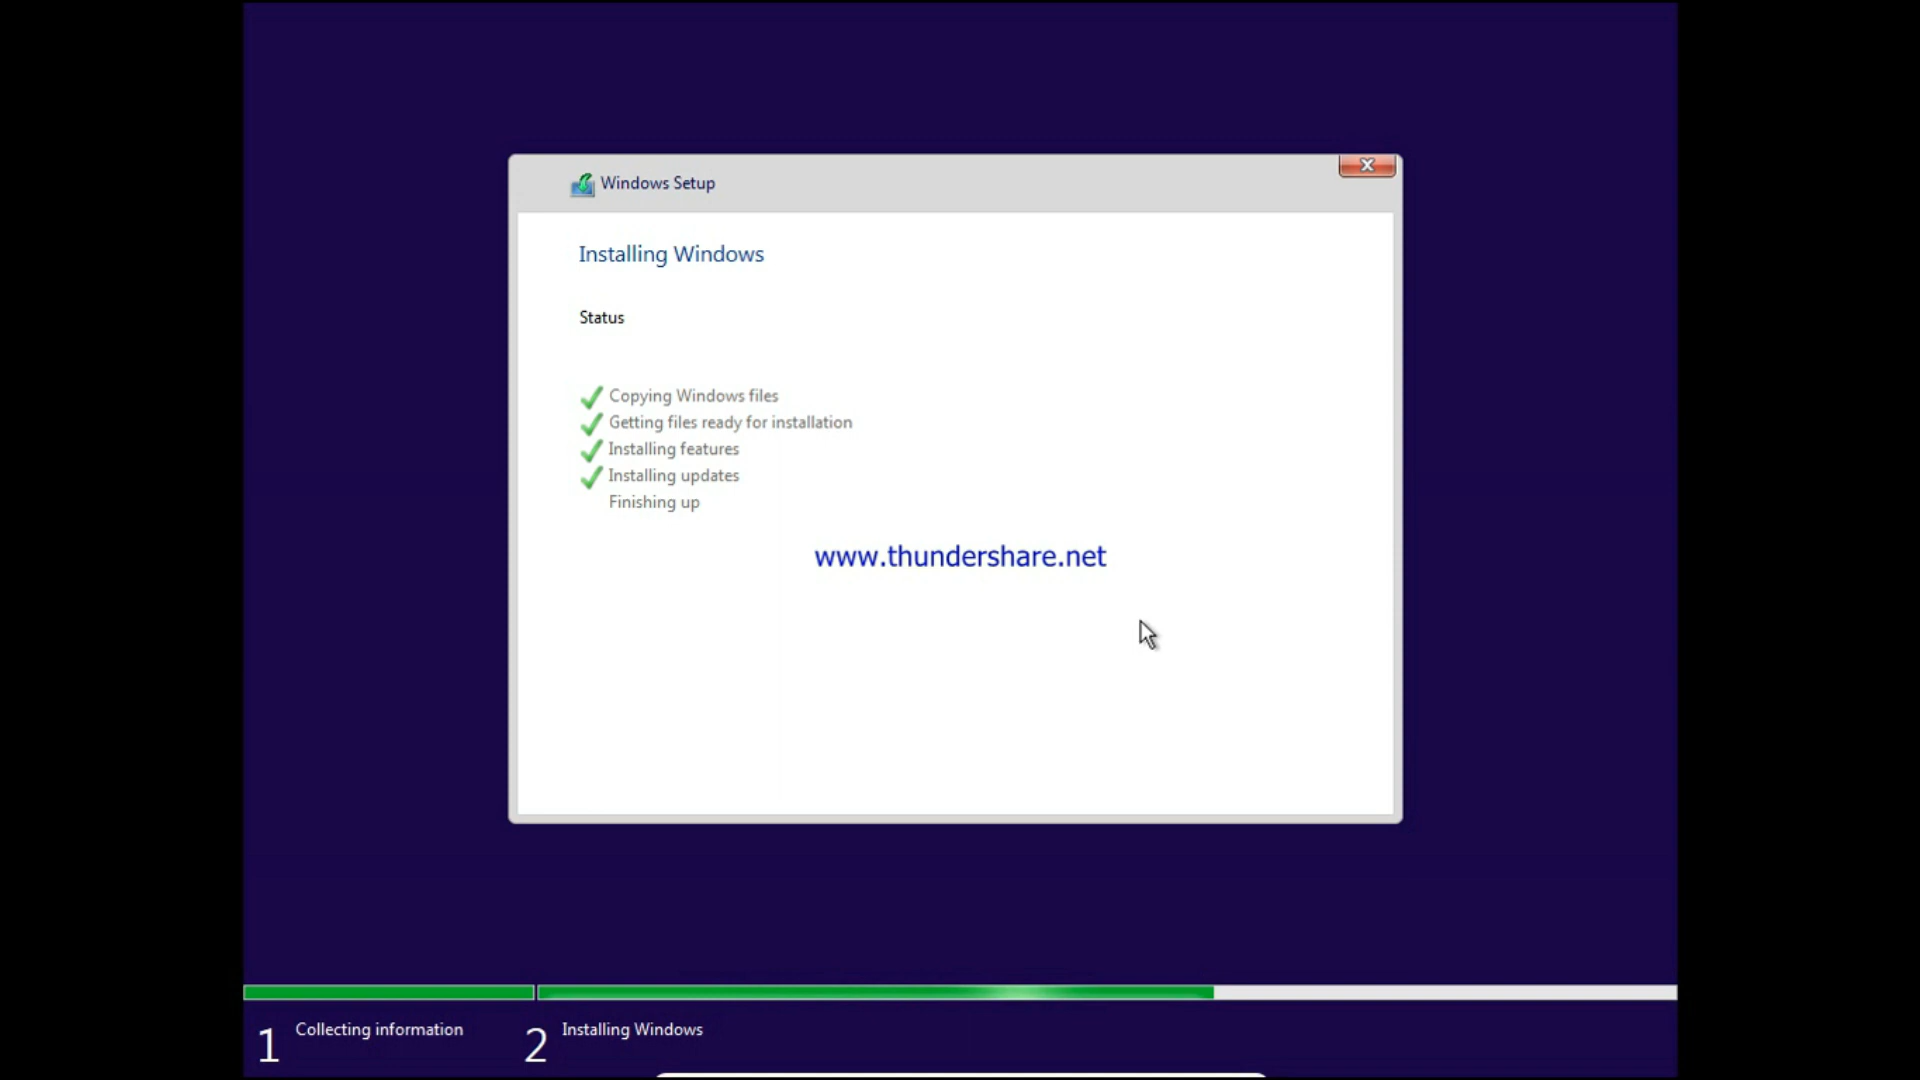 Windows Setup
Installing Windows
Status
Copying Windows files
Getting files ready for installation
Installing features
Installing updates
Finishing up
www.thundershare.net
1 Collecting information
2 Installing Windows